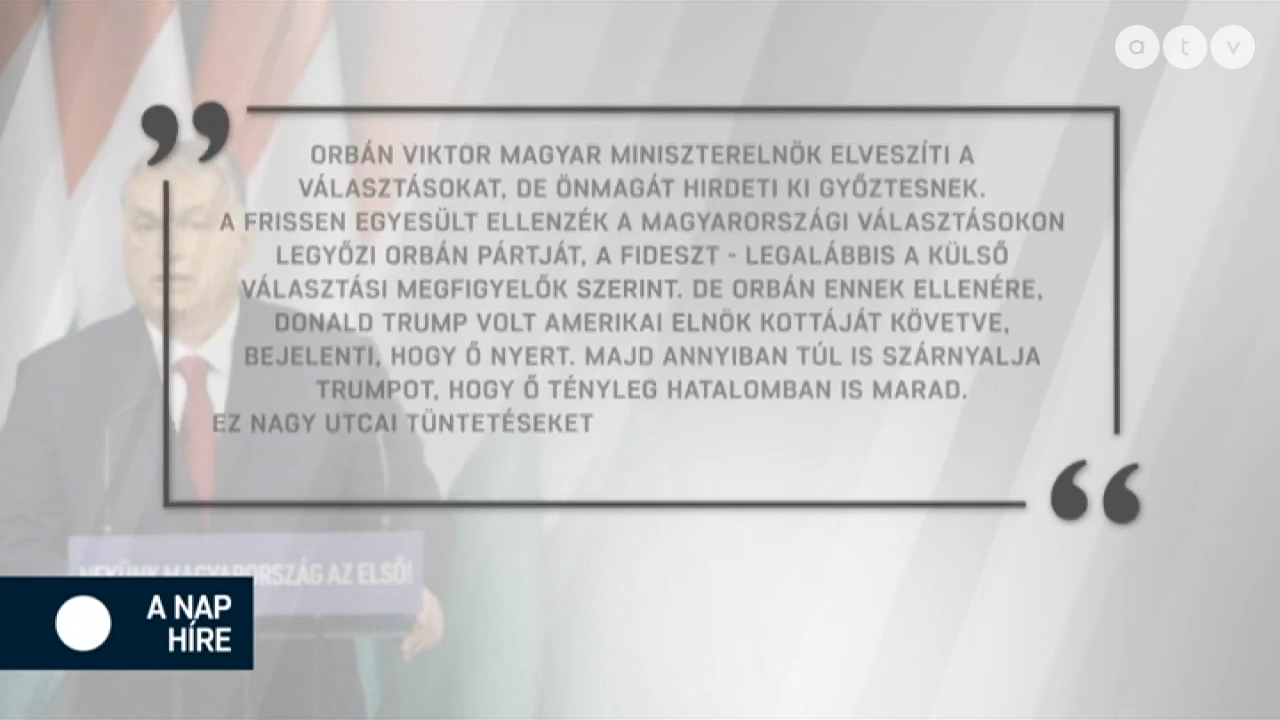 atv
ORBÁN VIKTOR MAGYAR MINISZTERELNÖK ELVESZÍTI A
VÁLASZTÁSOKAT, DE ÖNMAGÁT HIRDETI KI GYŐZTESNEK.
A FRISSEN EGYESÜLT ELLENZÉK A MAGYARORSZÁGI VÁLASZTÁSOKON
LEGYŐZI ORBÁN PÁRTJÁT, A FIDESZT - LEGALÁBBIS A KÜLSŐ
VÁLASZTÁSI MEGFIGYELŐK SZERINT. DE ORBÁN ENNEK ELLENÉRE,
DONALD TRUMP VOLT AMERIKAI ELNÖK KOTTÁJÁT KÖVETVE,
BEJELENTI, HOGY Ő NYERT. MAJD ANNYIBAN TÚL IS SZÁRNYALJA
TRUMPOT, HOGY Ő TÉNYLEG HATALOMBAN IS MARAD.
EZ NAGY UTCAI TÜNTETÉSEKET
NEKÜNK MAGYARORSZÁG AZ ELSŐ!
A NAP
HÍRE